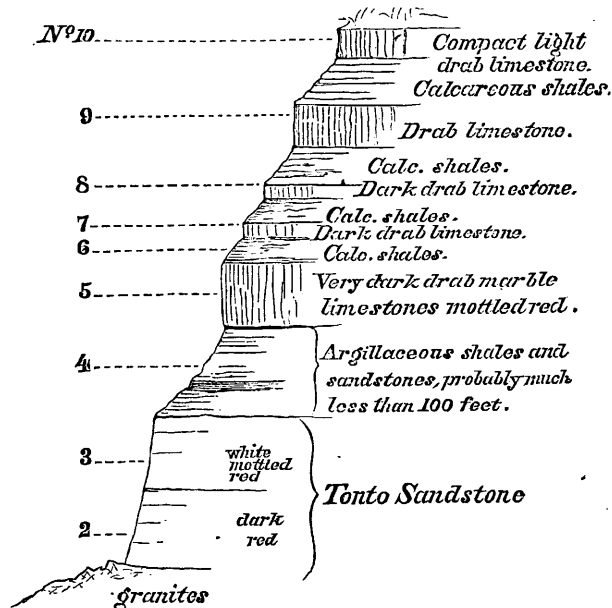 No. 10
Compact light
drab limestone.
Calcareous shales.
9
Drab limestone.
Calc. shales.
8
Dark drab limestone.
Calc. shales.
7
Dark drab limestone.
6
Calc. shales.
5
Very dark drab marble
limestones mottled red.
4
Argillaceous shales and
sandstones, probably much
less than 100 feet.
3
white
mottled
red
Tonto Sandstone
2
dark
red
granites